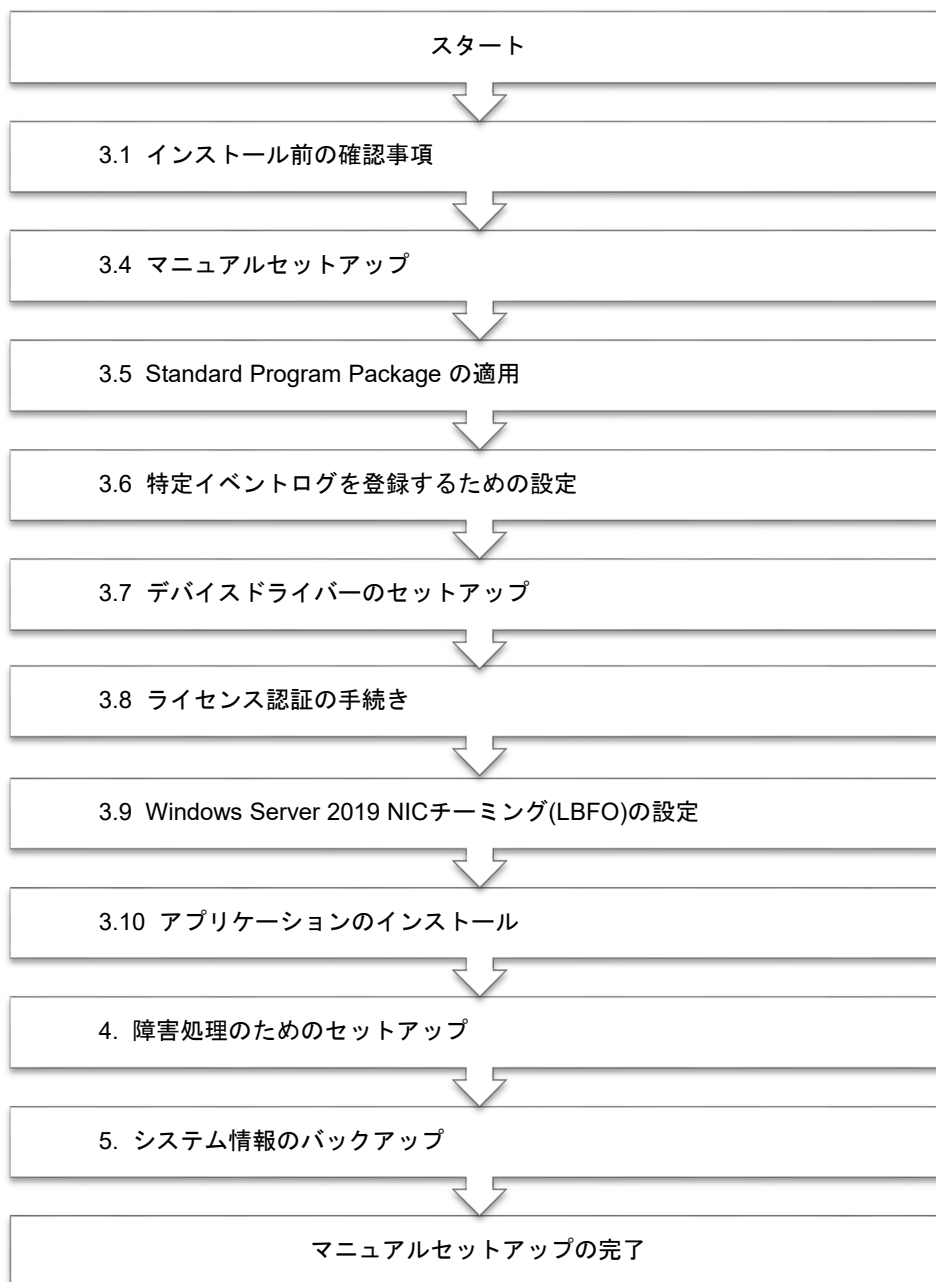 スタート
3.1 インストール前の確認事項
3.4 マニュアルセットアップ
3.5 Standard Program Package の適用
3.6 特定イベントログを登録するための設定
3.7 デバイスドライバーのセットアップ
3.8 ライセンス認証の手続き
3.9 Windows Server 2019 NICチーミング(LBFO)の設定
3.10 アプリケーションのインストール
4. 障害処理のためのセットアップ
5. システム情報のバックアップ
マニュアルセットアップの完了